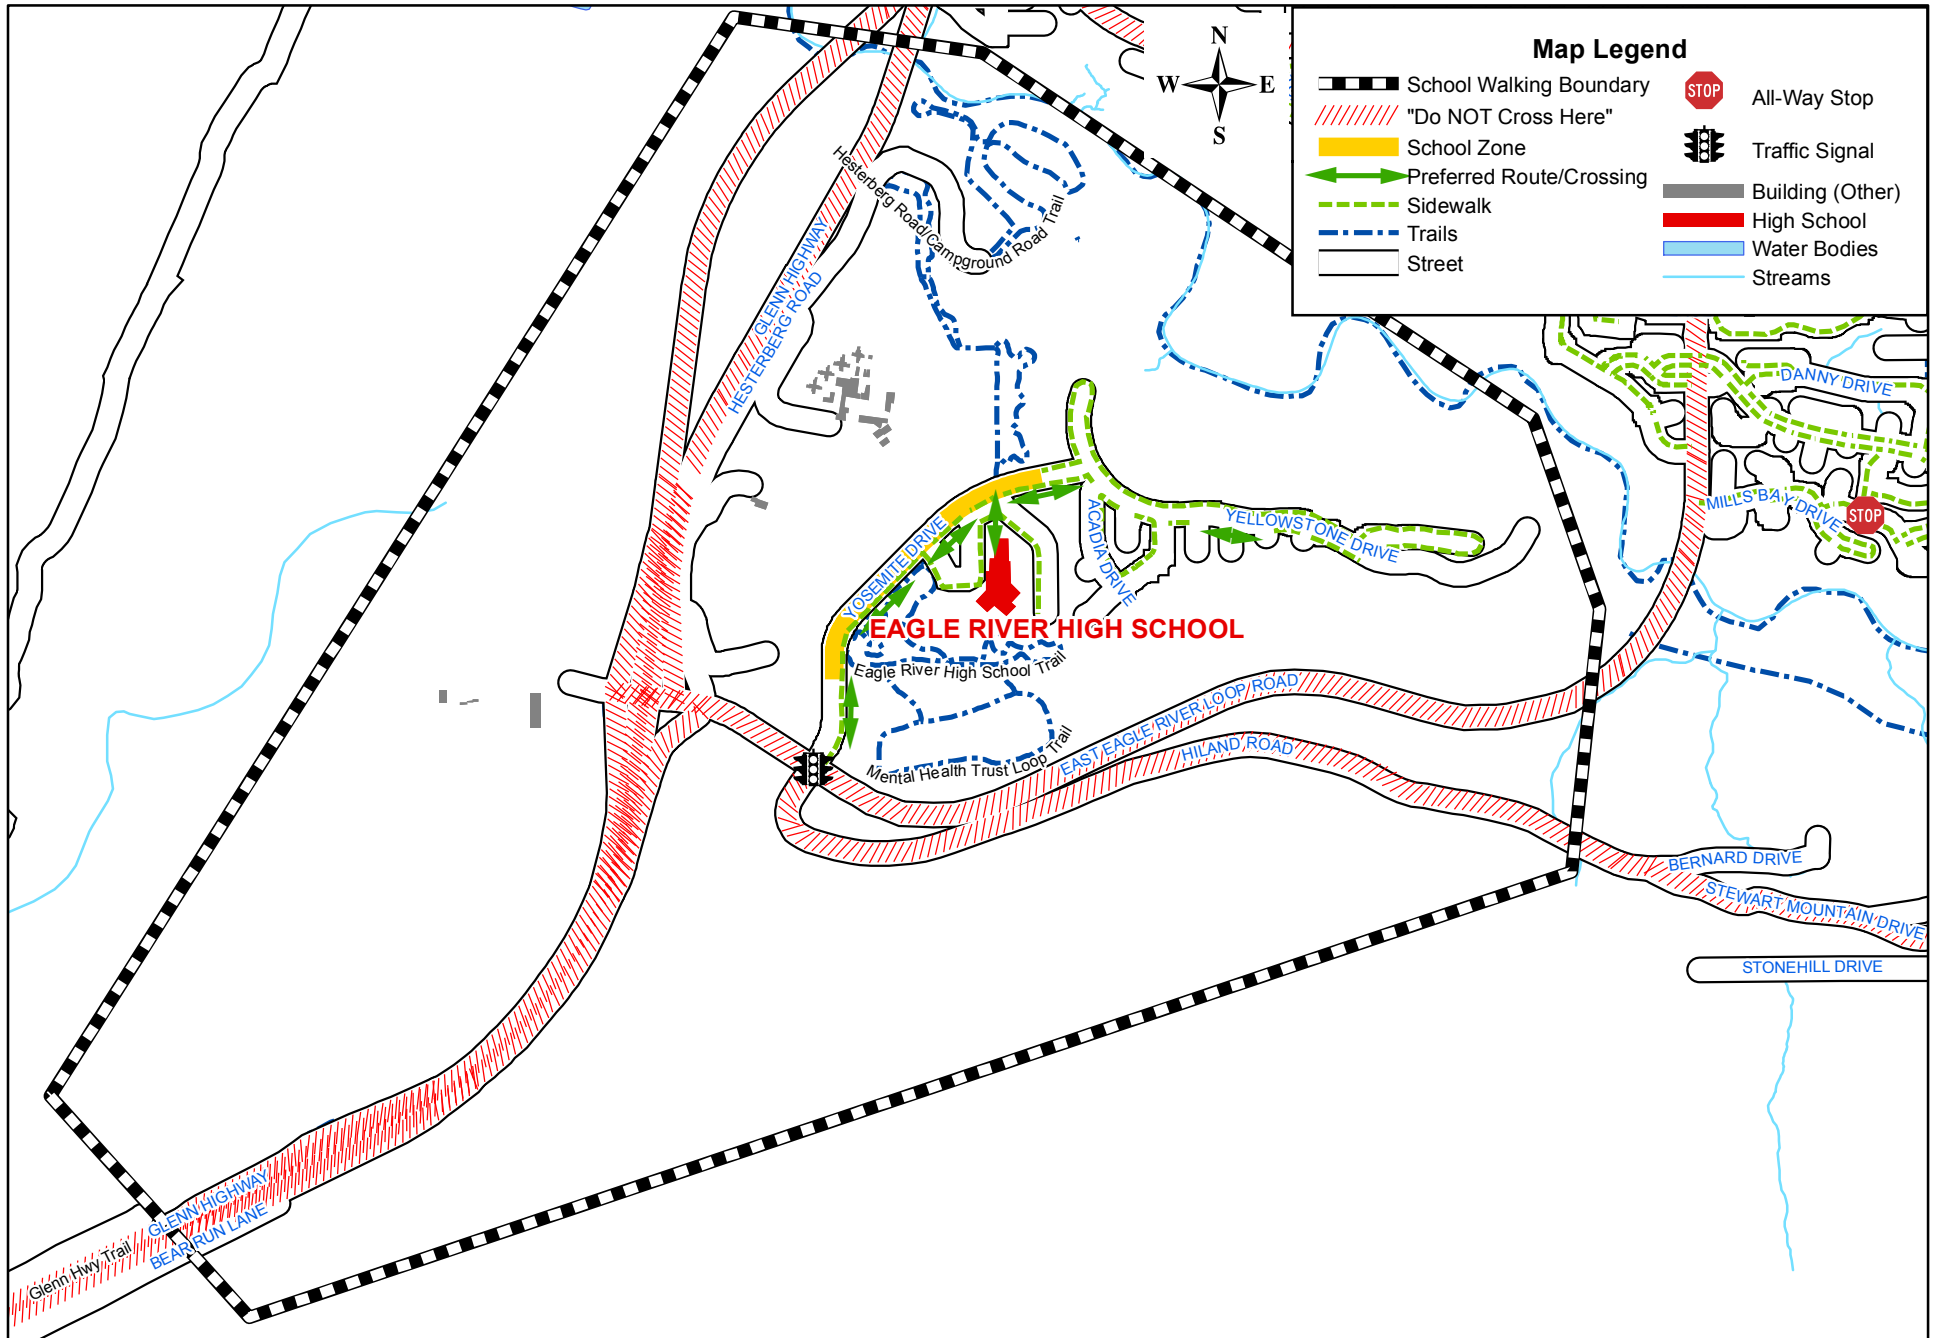 N
W
E
S
Map Legend
School Walking Boundary
"Do NOT Cross Here"
School Zone
Preferred Route/Crossing
Sidewalk
Trails
Street
STOP
All-Way Stop
Traffic Signal
Building (Other)
High School
Water Bodies
Streams
Hesterberg Road/Campground Road Trail
GLENN HIGHWAY
HESTERBERG ROAD
DANNY DRIVE
MILLS BAY DRIVE
STOP
YOSEMITE DRIVE
ACADIA DRIVE
YELLOWSTONE DRIVE
EAGLE RIVER HIGH SCHOOL
Eagle River High School Trail
EAST EAGLE RIVER LOOP ROAD
HILAND ROAD
Mental Health Trust Loop Trail
BERNARD DRIVE
STEWART MOUNTAIN DRIVE
STONEHILL DRIVE
GLENN HIGHWAY
BEAR RUN LANE
Glenn Hwy Trail